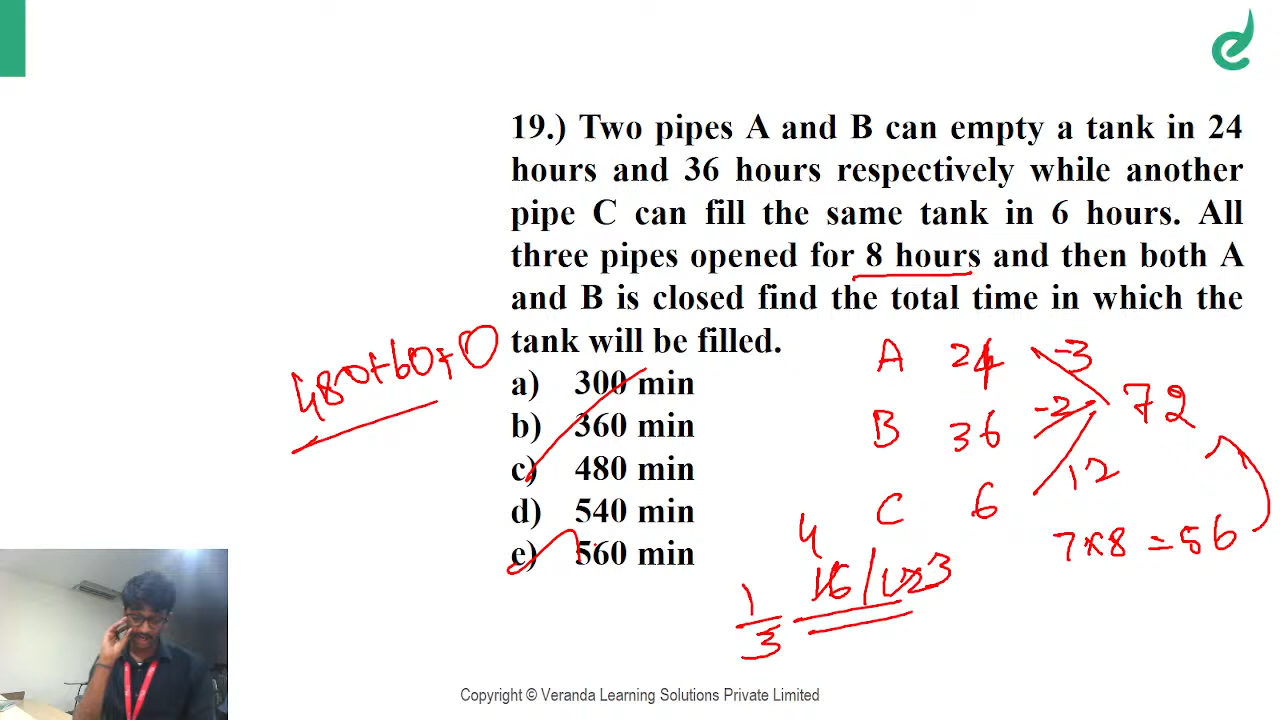 19.) Two pipes A and B can empty a tank in 24
hours and 36 hours respectively while another
pipe C can fill the same tank in 6 hours. All
three pipes opened for 8 hours and then both A
and B is closed find the total time in which the
tank will be filled.
a) 300 min
b) 360 min
c) 480 min
d) 540 min
e) 560 min
480+60+0
A 24 -3
B 36 -2 72
C 6 12
7x8 = 56
4
16/12 3
1
3
Copyright © Veranda Learning Solutions Private Limited